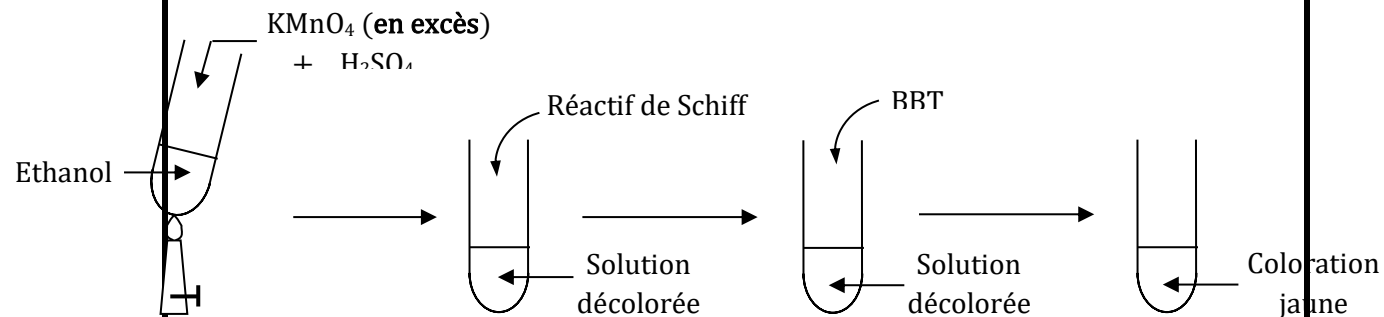 KMnO₄ (en excès)
+ H₂SO₄
Réactif de Schiff
BBT
Ethanol
Solution
décolorée
Solution
décolorée
Coloration
jaune